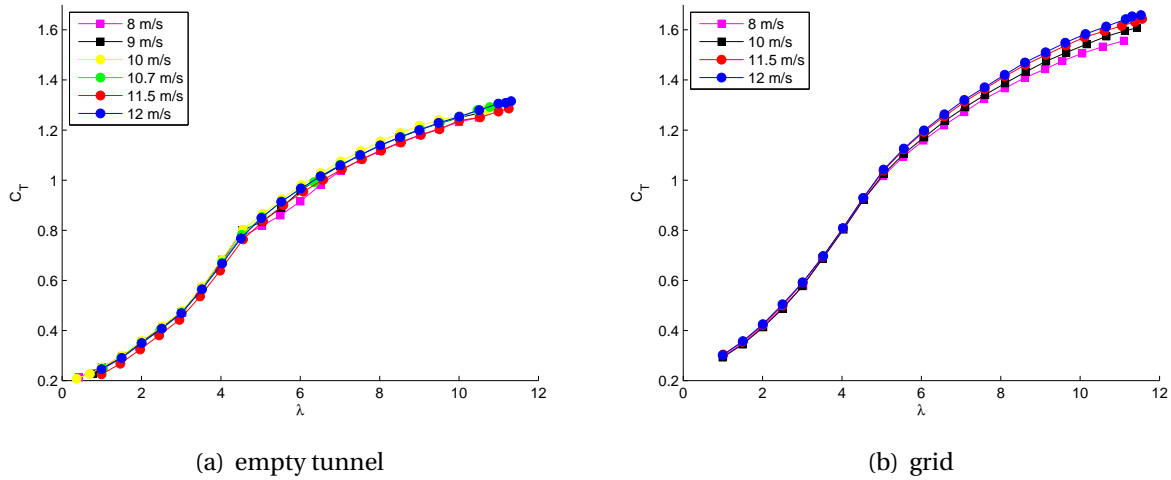 8 m/s
9 m/s
10 m/s
10.7 m/s
11.5 m/s
12 m/s
1.6
1.4
1.2
1
0.8
0.6
0.4
0.2
C_T
0 2 4 6 8 10 12
λ
(a) empty tunnel
8 m/s
10 m/s
11.5 m/s
12 m/s
1.6
1.4
1.2
1
0.8
0.6
0.4
0.2
C_T
0 2 4 6 8 10 12
λ
(b) grid